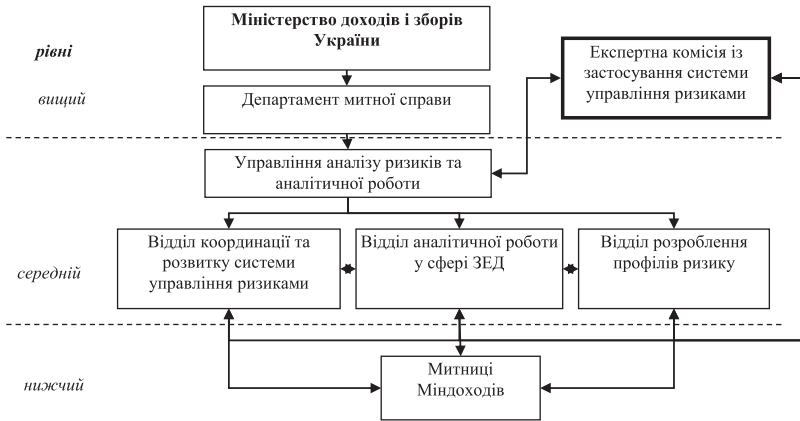 Міністерство доходів і зборів
України
рівні
Експертна комісія із
застосування системи
управління ризиками
вищий
Департамент митної справи
Управління аналізу ризиків та
аналітичної роботи
Відділ координації та
розвитку системи
управління ризиками
Відділ аналітичної роботи
у сфері ЗЕД
Відділ розроблення
профілів ризику
середній
Митниці
Міндоходів
нижчий